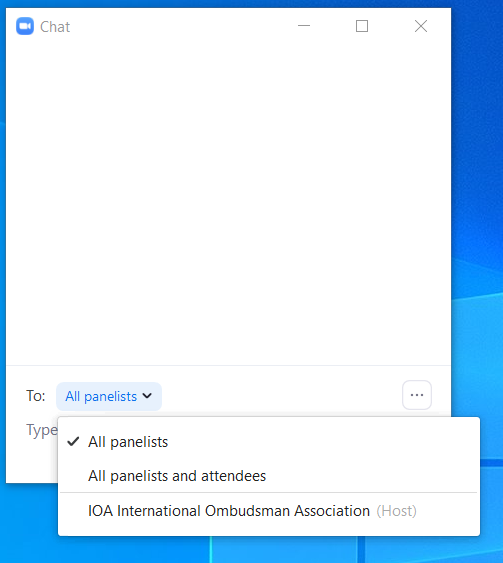 Chat
To: All panelists
Type
All panelists
All panelists and attendees
IOA International Ombudsman Association (Host)